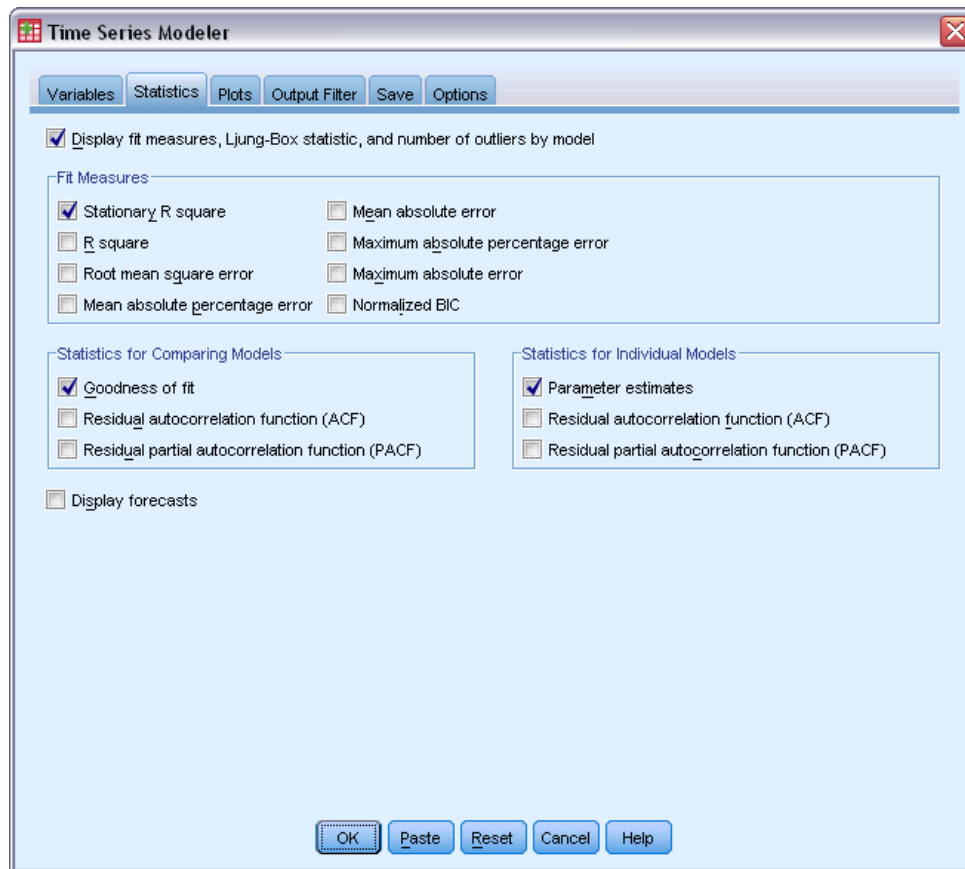 Time Series Modeler
Variables Statistics Plots Output Filter Save Options
Display fit measures, Ljung-Box statistic, and number of outliers by model
Fit Measures
Stationary R square
Mean absolute error
R square
Maximum absolute percentage error
Root mean square error
Maximum absolute error
Mean absolute percentage error
Normalized BIC
Statistics for Comparing Models
Goodness of fit
Residual autocorrelation function (ACF)
Residual partial autocorrelation function (PACF)
Statistics for Individual Models
Parameter estimates
Residual autocorrelation function (ACF)
Residual partial autocorrelation function (PACF)
Display forecasts
OK Paste Reset Cancel Help